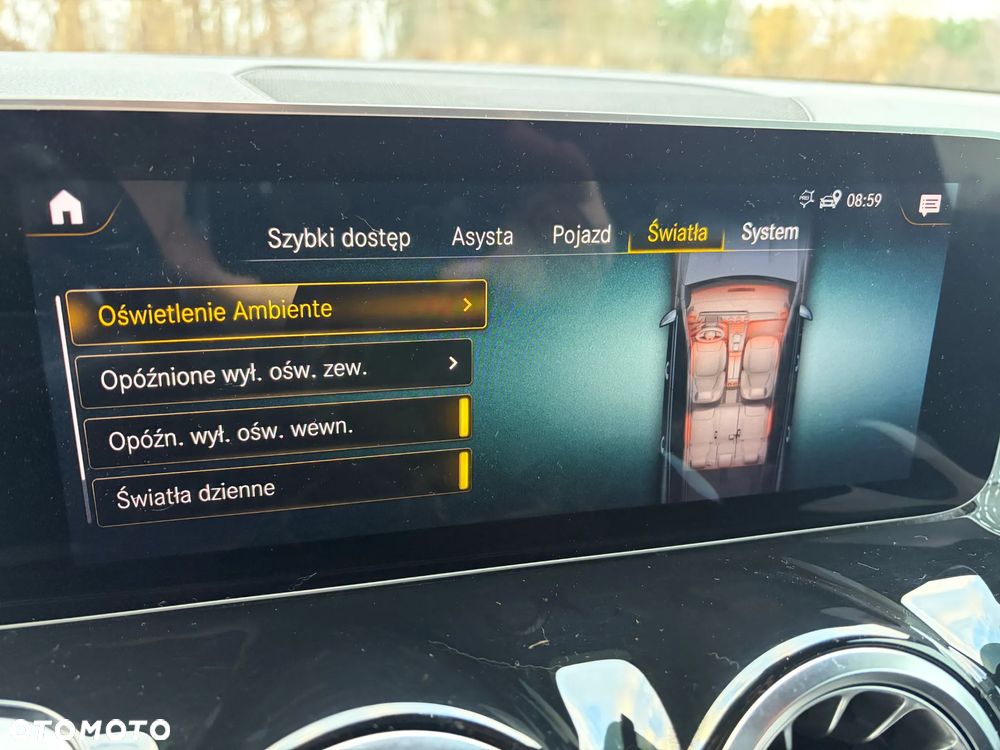 08:59
Szybki dostęp Asysta Pojazd Światła System
Oświetlenie Ambiente
Opóźnione wył. ośw. zew.
Opóźn. wył. ośw. wewn.
Światła dzienne
OTOMOTO